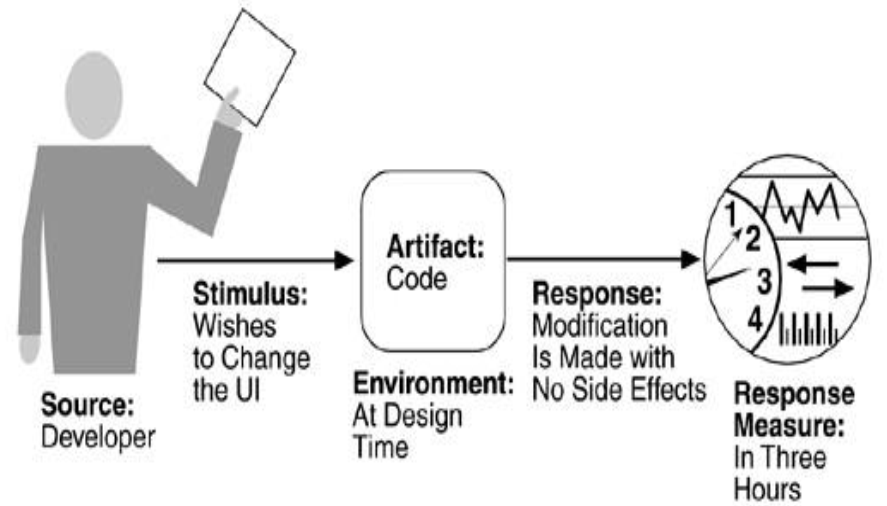 Source:
Developer
Stimulus:
Wishes
to Change
the UI
Artifact:
Code
Environment:
At Design
Time
Response:
Modification
Is Made with
No Side Effects
1
2
3
4
Response
Measure:
In Three
Hours